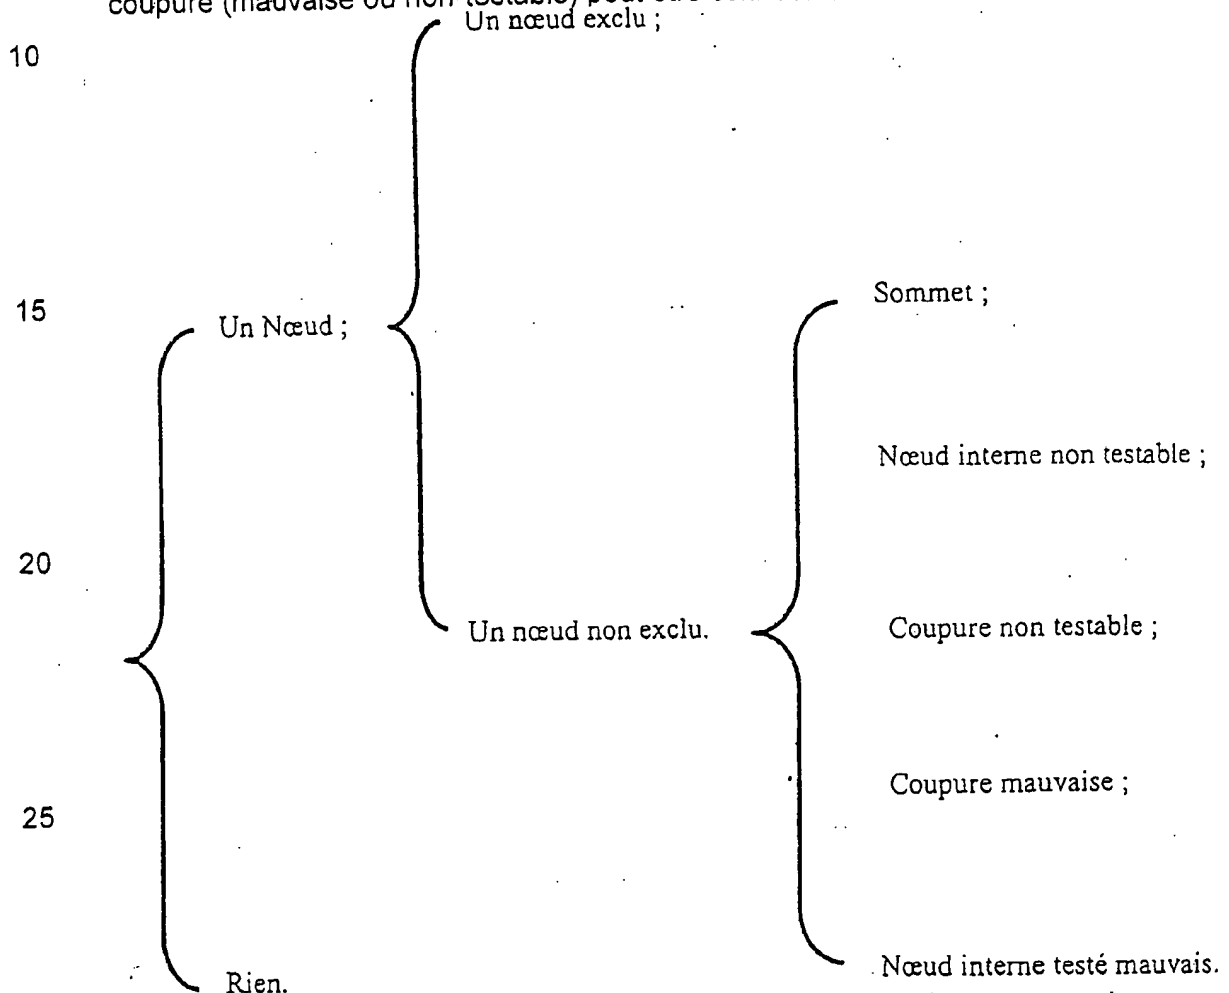 coupure (mauvaise ou non testable) peut être
Un nœud exclu ;
10
Sommet ;
15
Un Nœud ;
Nœud interne non testable ;
20
Un nœud non exclu.
Coupure non testable ;
Coupure mauvaise ;
25
Nœud interne testé mauvais.
Rien.